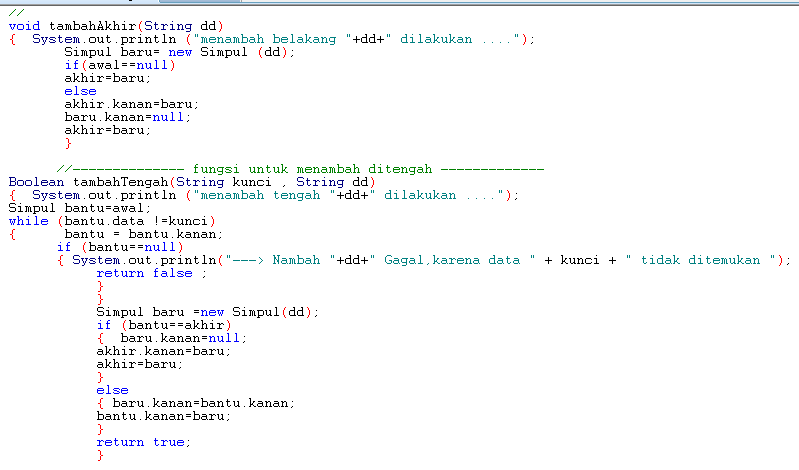 //
void tambahAkhir(String dd)
{  System.out.println ("menambah belakang "+dd+" dilakukan ....");
Simpul baru= new Simpul (dd);
if(awal==null)
akhir=baru;
else
akhir.kanan=baru;
baru.kanan=null;
akhir=baru;
}
//-------------- fungsi untuk menambah ditengah -------------
Boolean tambahTengah(String kunci , String dd)
{  System.out.println ("menambah tengah "+dd+" dilakukan ....");
Simpul bantu=awal;
while (bantu.data !=kunci)
{      bantu = bantu.kanan;
if (bantu==null)
{ System.out.println("---> Nambah "+dd+" Gagal,karena data " + kunci + " tidak ditemukan ");
return false ;
}
}
Simpul baru =new Simpul(dd);
if (bantu==akhir)
{  baru.kanan=null;
akhir.kanan=baru;
akhir=baru;
}
else
{ baru.kanan=bantu.kanan;
bantu.kanan=baru;
}
return true;
}